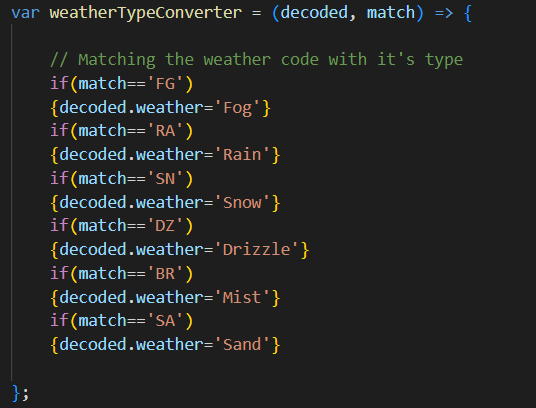 var weatherTypeConverter = (decoded, match) => {
// Matching the weather code with it's type
if(match=='FG')
{decoded.weather='Fog'}
if(match=='RA')
{decoded.weather='Rain'}
if(match=='SN')
{decoded.weather='Snow'}
if(match=='DZ')
{decoded.weather='Drizzle'}
if(match=='BR')
{decoded.weather='Mist'}
if(match=='SA')
{decoded.weather='Sand'}
};